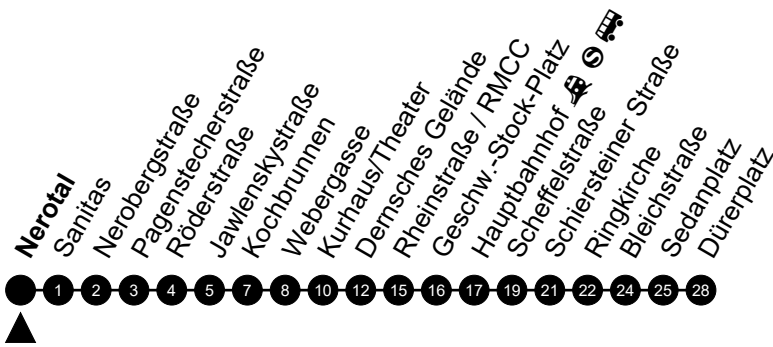 Nerotal
Sanitas
Nerobergstraße
Pagenstecherstraße
Röderstraße
Jawlenskystraße
Kochbrunnen
Webergasse
Kurhaus/Theater
Dernsches Gelände
Rheinstraße / RMCC
Geschw.-Stock-Platz
Hauptbahnhof S
Scheffelstraße
Schiersteiner Straße
Ringkirche
Bleichstraße
Sedanplatz
Dürerplatz
1 2 3 4 5 7 8 10 12 15 16 17 19 21 22 24 25 28